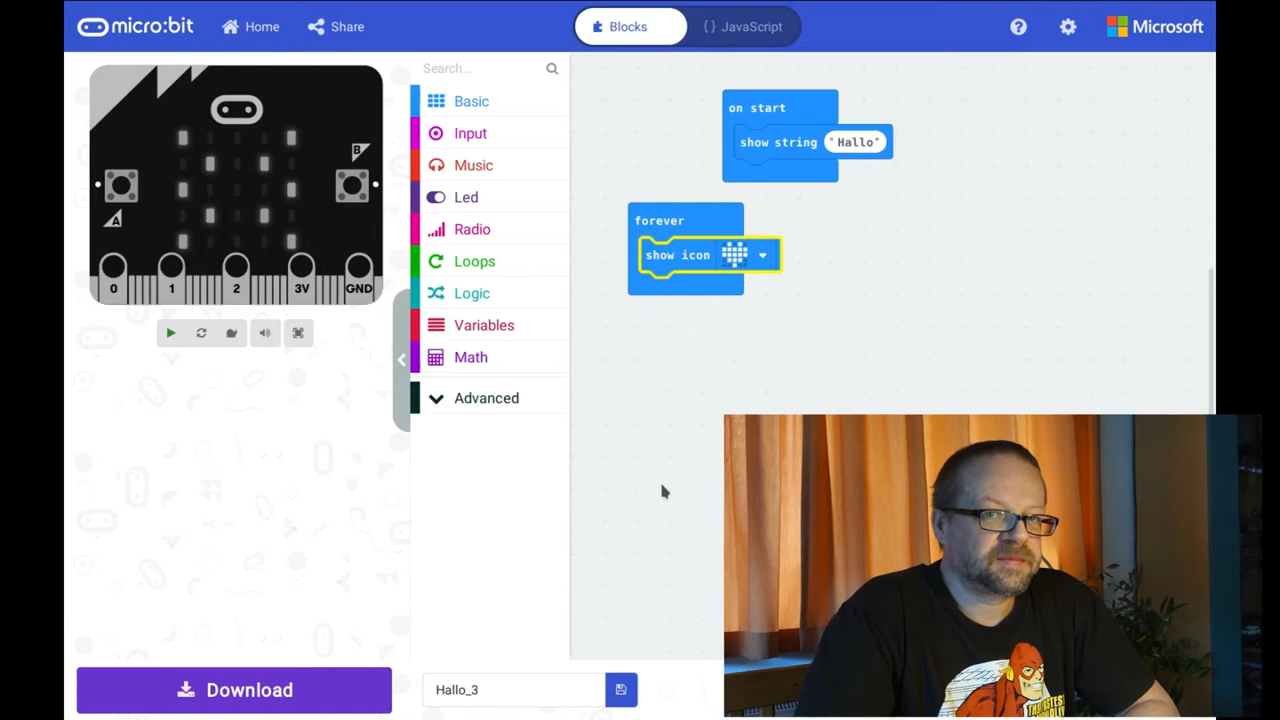 micro:bit Home Share Blocks {} JavaScript ? Microsoft
Search...
Basic
Input
Music
Led
Radio
Loops
Logic
Variables
Math
Advanced
on start
show string "Hallo"
forever
show icon
B
A
0 1 2 3V GND
Download
Hallo_3